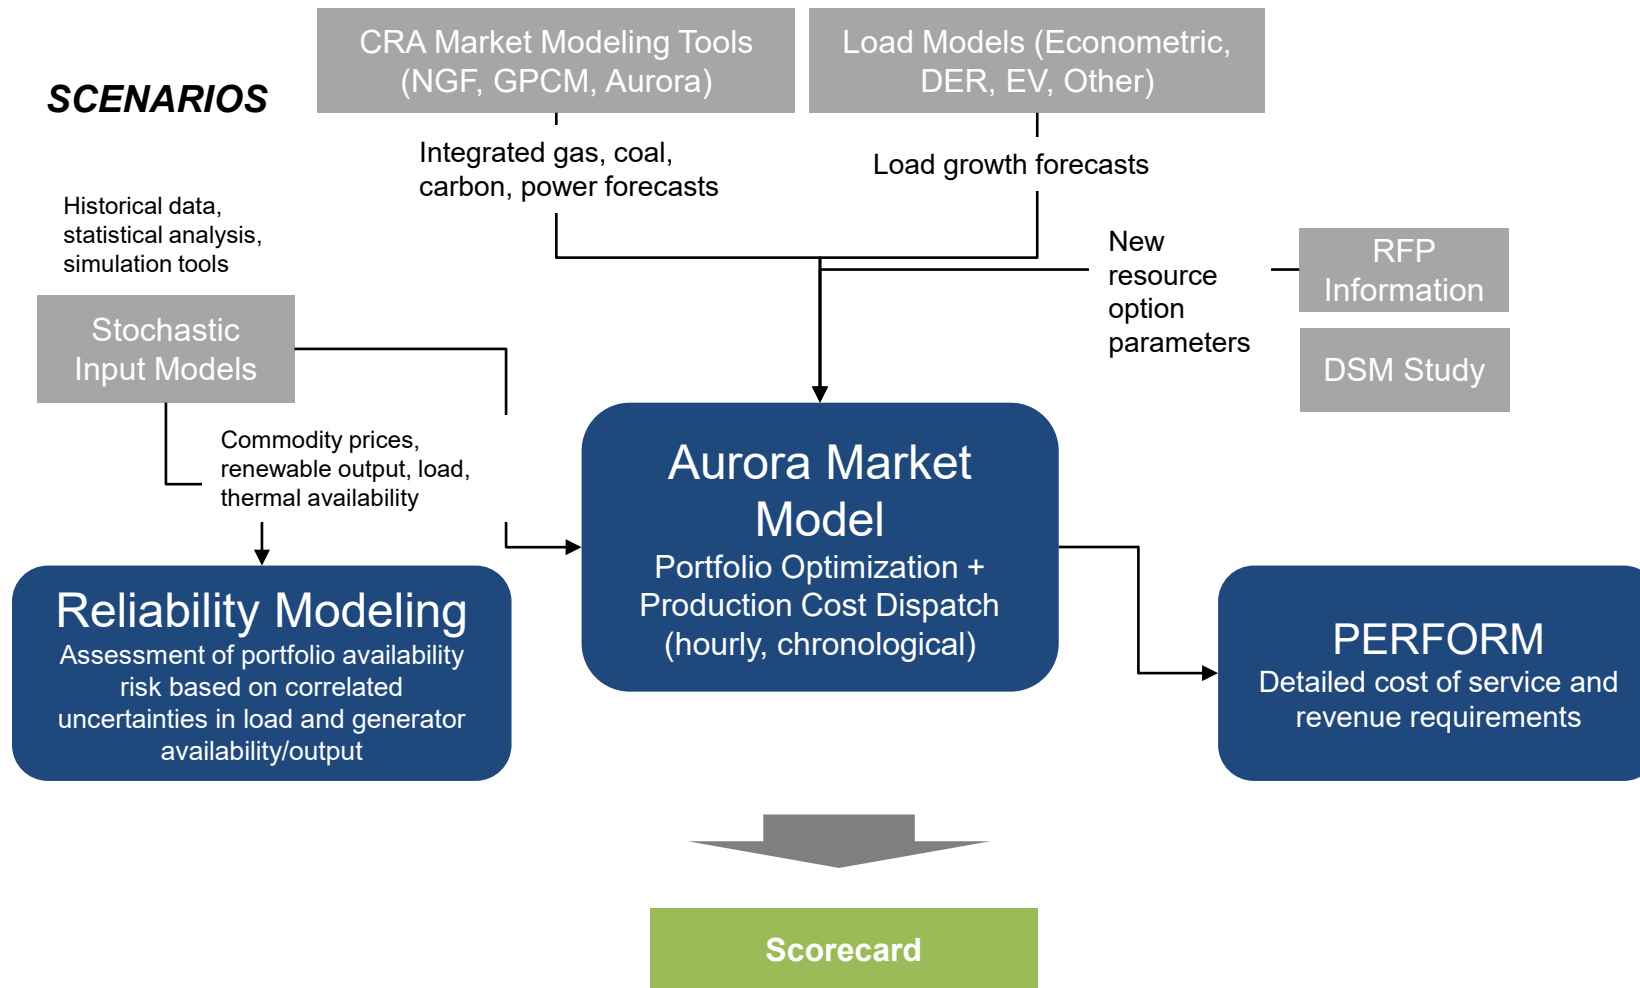 CRA Market Modeling Tools
(NGF, GPCM, Aurora)
Load Models (Econometric,
DER, EV, Other)
SCENARIOS
Integrated gas, coal,
carbon, power forecasts
Load growth forecasts
Historical data,
statistical analysis,
simulation tools
New
resource
option
parameters
RFP
Information
Stochastic
Input Models
DSM Study
Commodity prices,
renewable output, load,
thermal availability
Aurora Market
Model
Portfolio Optimization +
Production Cost Dispatch
(hourly, chronological)
Reliability Modeling
Assessment of portfolio availability
risk based on correlated
uncertainties in load and generator
availability/output
PERFORM
Detailed cost of service and
revenue requirements
Scorecard